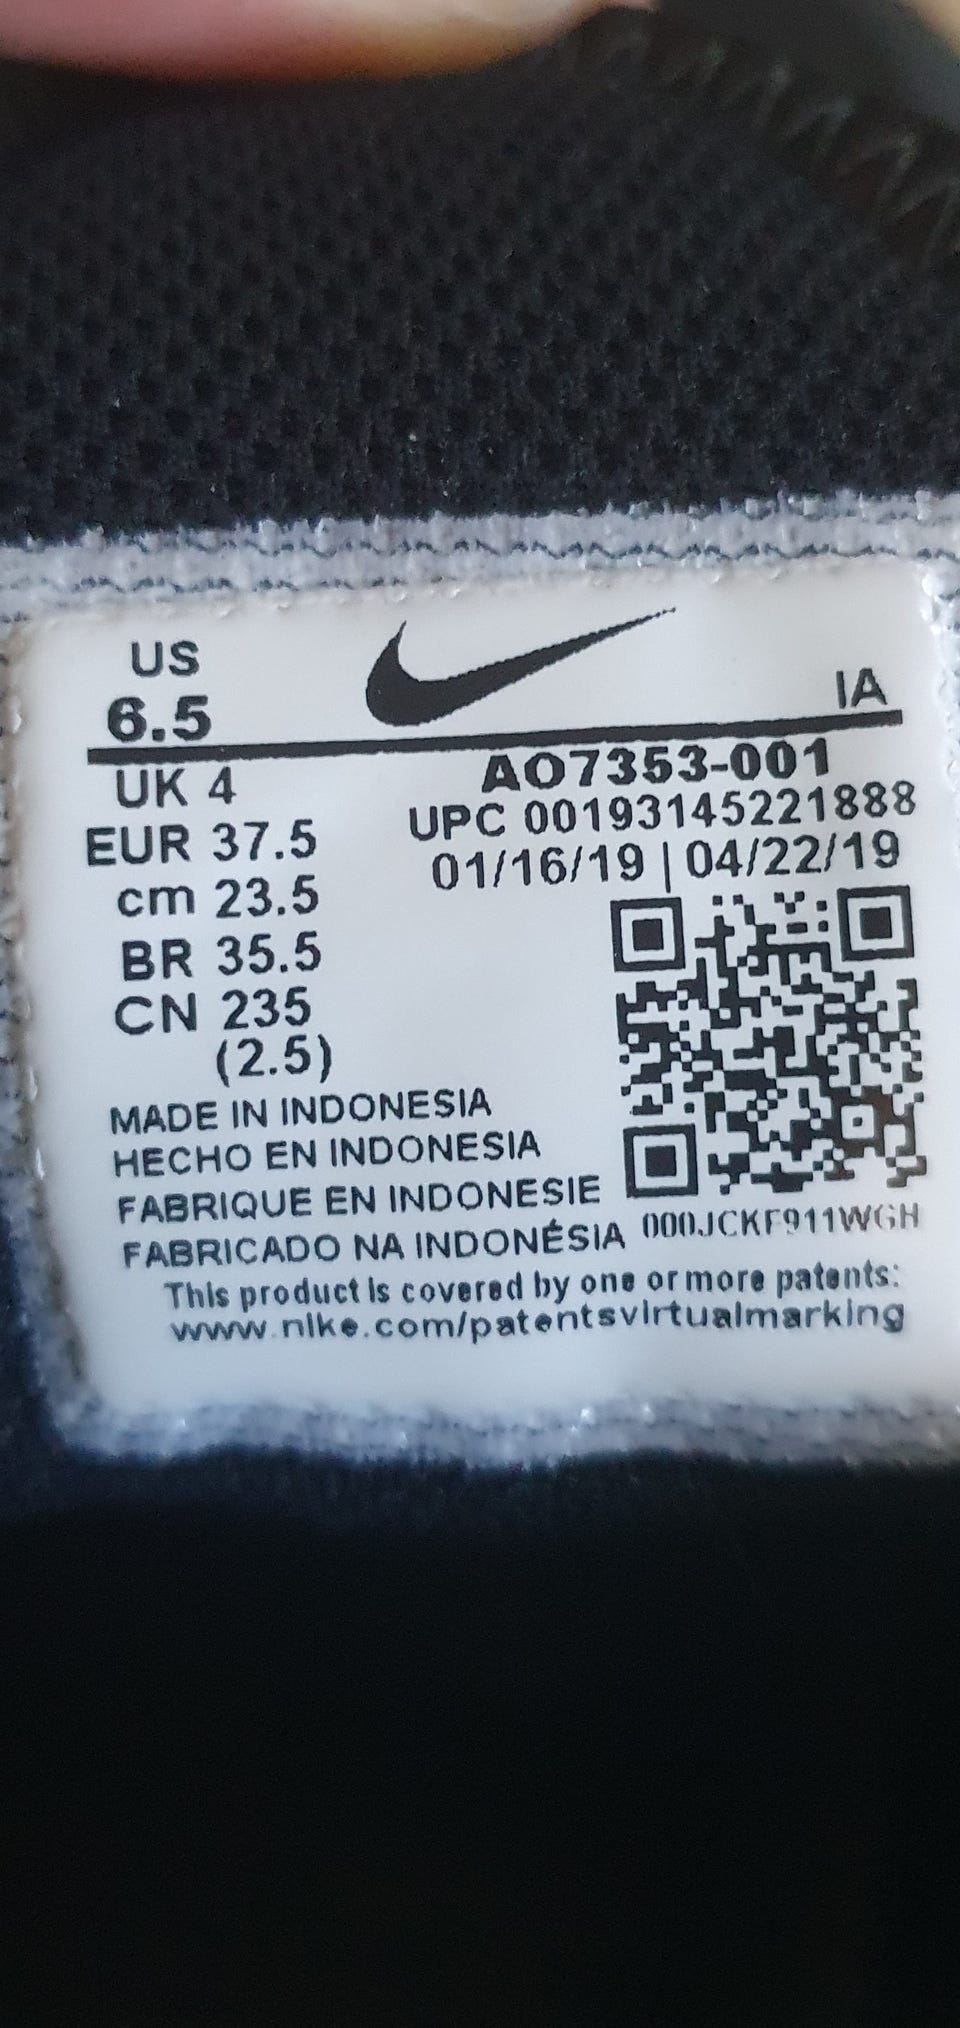 US
6.5
IA
UK 4
EUR 37.5
cm 23.5
BR 35.5
CN 235
(2.5)
AO7353-001
UPC 00193145221888
01/16/19 | 04/22/19
MADE IN INDONESIA
HECHO EN INDONESIA
FABRIQUE EN INDONESIE
FABRICADO NA INDONÉSIA
000JCKF911WGH
This product is covered by one or more patents:
www.nike.com/patentsvirtualmarking